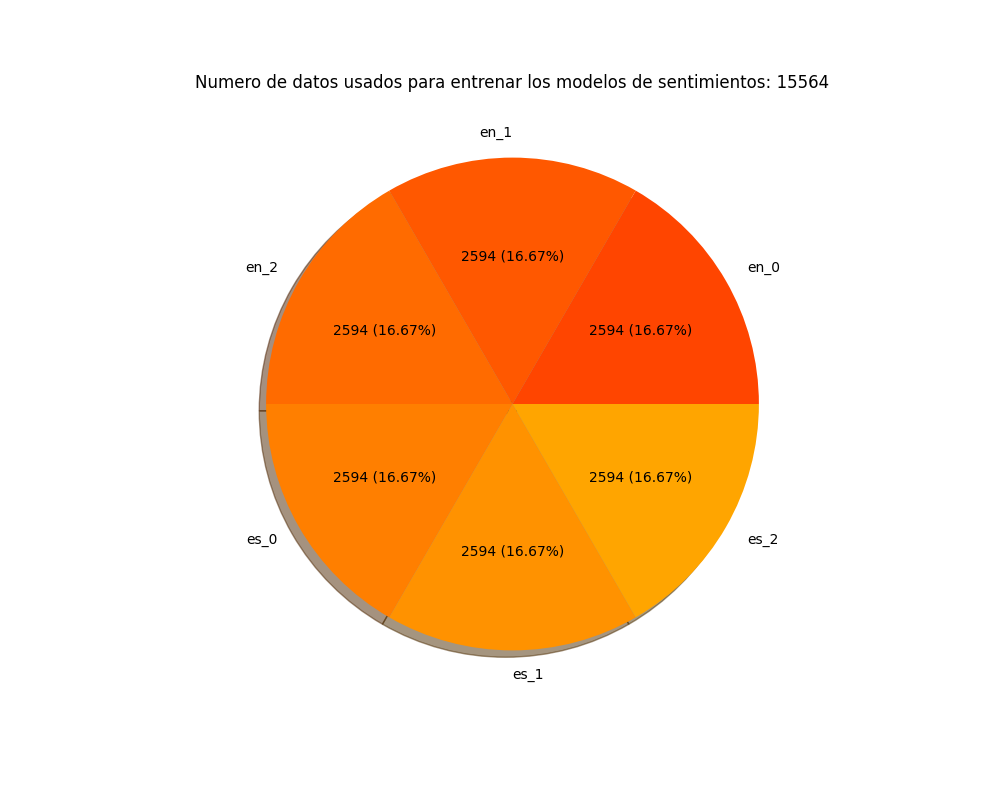 Numero de datos usados para entrenar los modelos de sentimientos: 15564
en_1
2594 (16.67%)
en_2
en_0
2594 (16.67%)
2594 (16.67%)
2594 (16.67%)
2594 (16.67%)
es_0
es_2
2594 (16.67%)
es_1